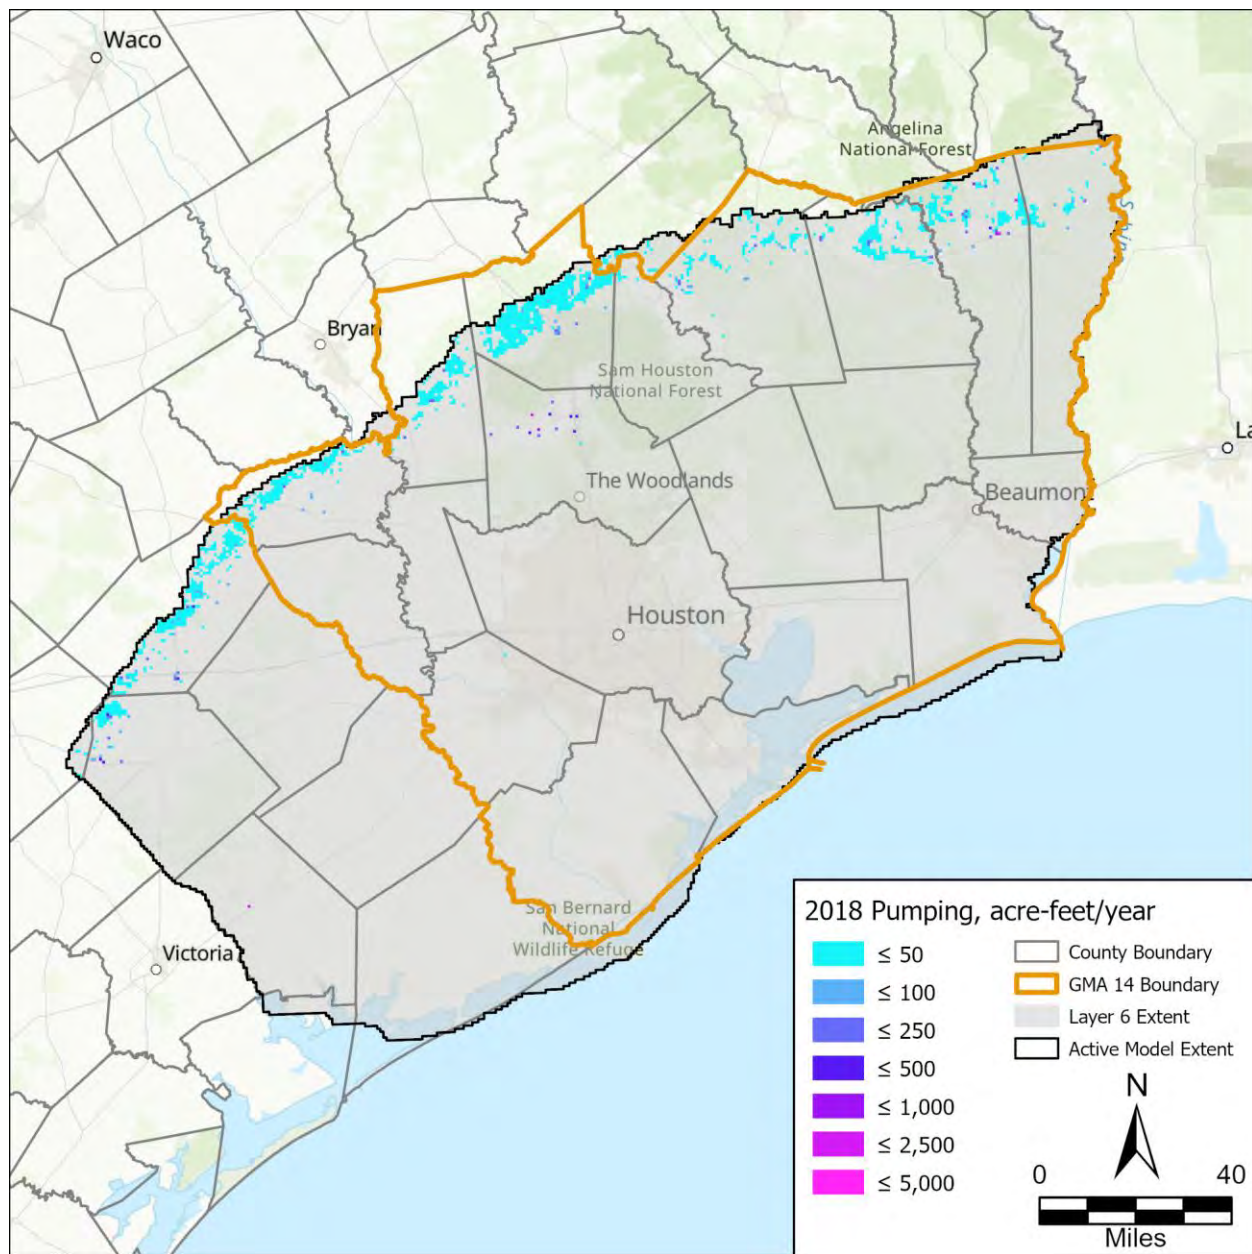 Waco
Angelina
National Forest
Sabin
Bryan
Sam Houston
National Forest
La
The Woodlands
Beaumont
Houston
San Bernard
National
Wildlife Refuge
Victoria
2018 Pumping, acre-feet/year
≤ 50
≤ 100
≤ 250
≤ 500
≤ 1,000
≤ 2,500
≤ 5,000
County Boundary
GMA 14 Boundary
Layer 6 Extent
Active Model Extent
N
0 40
Miles